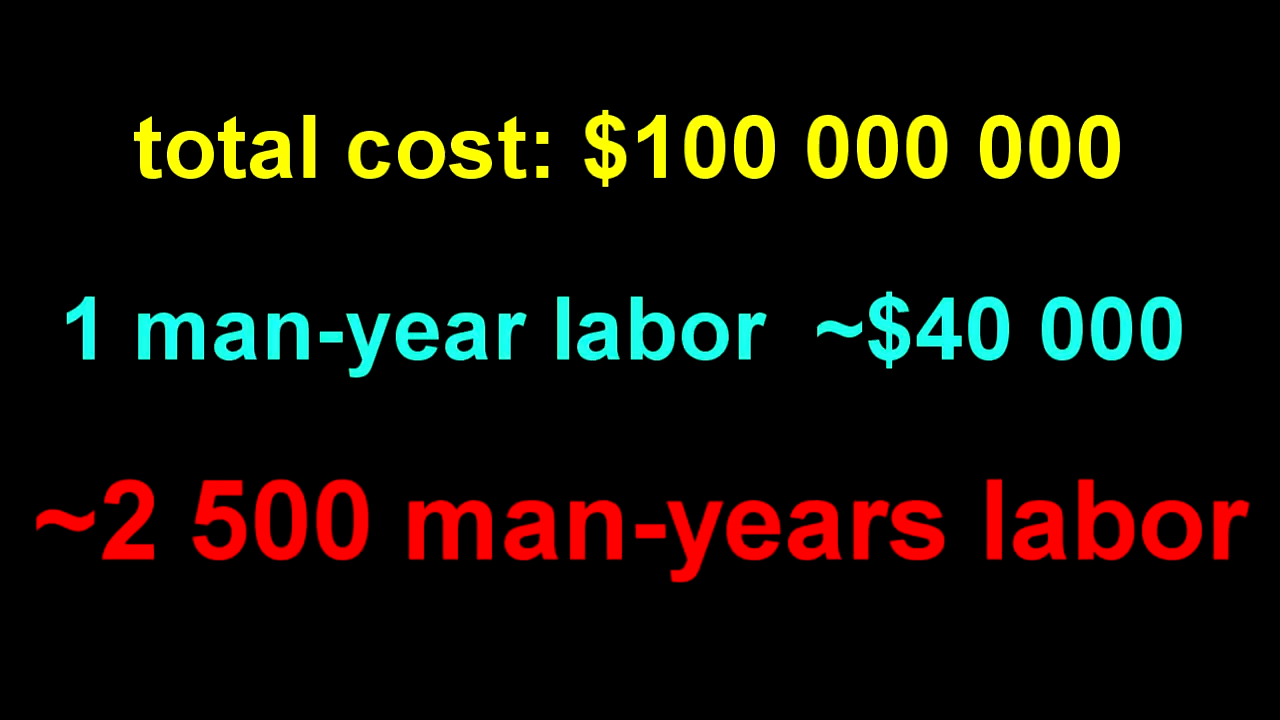 total cost: $100 000 000
1 man-year labor ~$40 000
~2 500 man-years labor